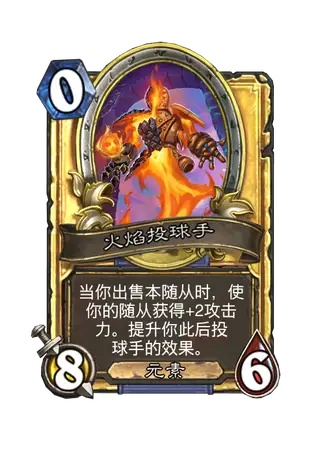 0
火焰投球手
当你出售本随从时，使
你的随从获得+2攻击
力。提升你此后投
球手的效果。
元素
8
6